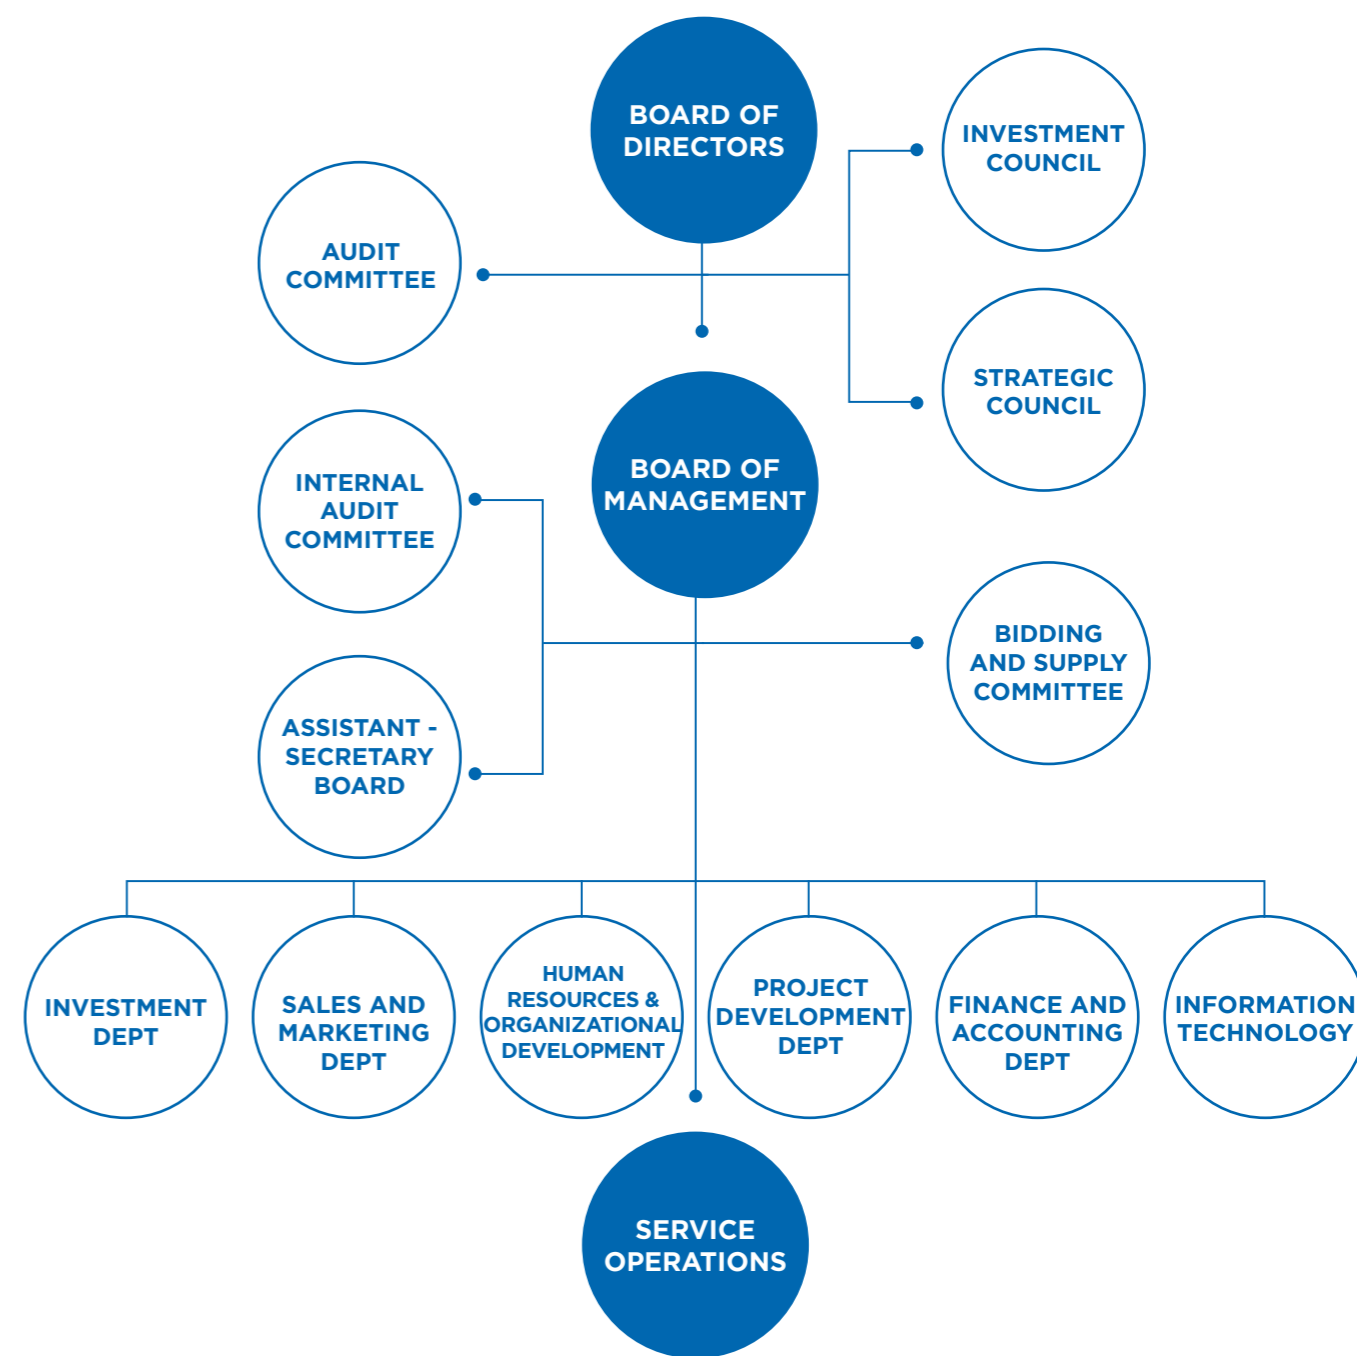 BOARD OF
DIRECTORS
INVESTMENT
COUNCIL
AUDIT
COMMITTEE
STRATEGIC
COUNCIL
BOARD OF
MANAGEMENT
INTERNAL
AUDIT
COMMITTEE
BIDDING
AND SUPPLY
COMMITTEE
ASSISTANT -
SECRETARY
BOARD
INVESTMENT
DEPT
SALES AND
MARKETING
DEPT
HUMAN
RESOURCES &
ORGANIZATIONAL
DEVELOPMENT
PROJECT
DEVELOPMENT
DEPT
FINANCE AND
ACCOUNTING
DEPT
INFORMATION
TECHNOLOGY
SERVICE
OPERATIONS